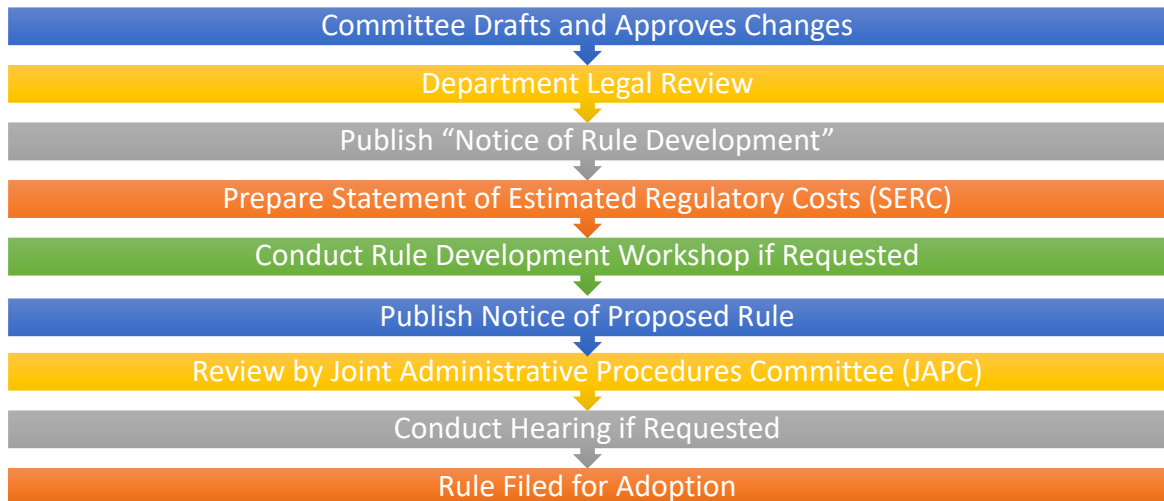 Committee Drafts and Approves Changes
Department Legal Review
Publish “Notice of Rule Development”
Prepare Statement of Estimated Regulatory Costs (SERC)
Conduct Rule Development Workshop if Requested
Publish Notice of Proposed Rule
Review by Joint Administrative Procedures Committee (JAPC)
Conduct Hearing if Requested
Rule Filed for Adoption